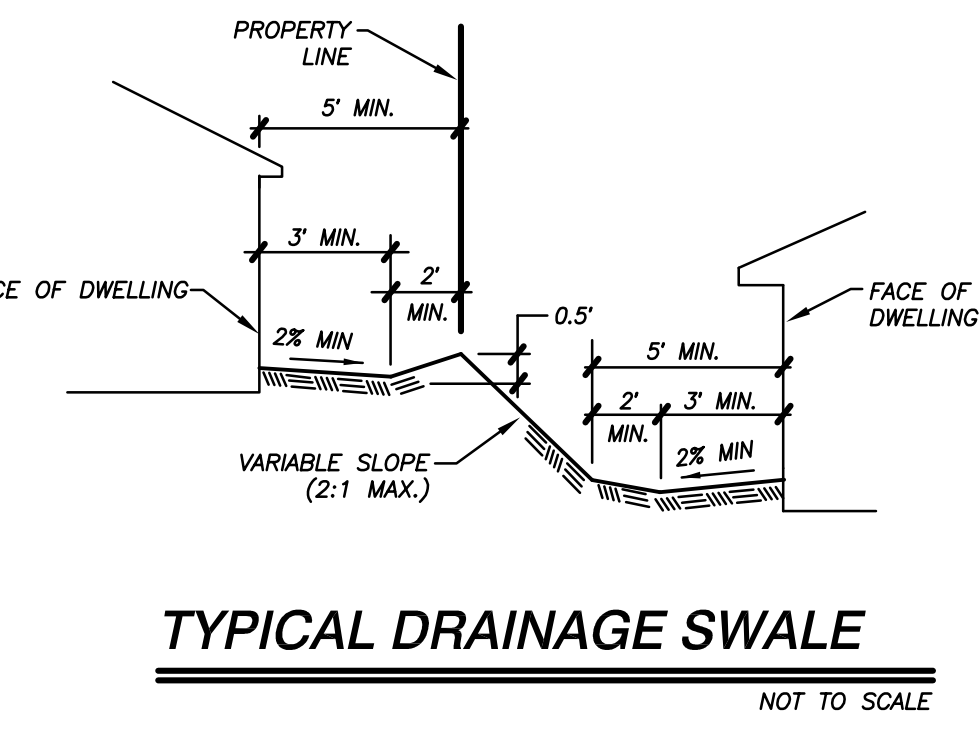 PROPERTY
LINE
5' MIN.
3' MIN.
2'
MIN.
CE OF DWELLING
2% MIN
0.5'
FACE OF
DWELLING
5' MIN.
2'
MIN.
3' MIN.
2% MIN
VARIABLE SLOPE
(2:1 MAX.)
TYPICAL DRAINAGE SWALE
NOT TO SCALE